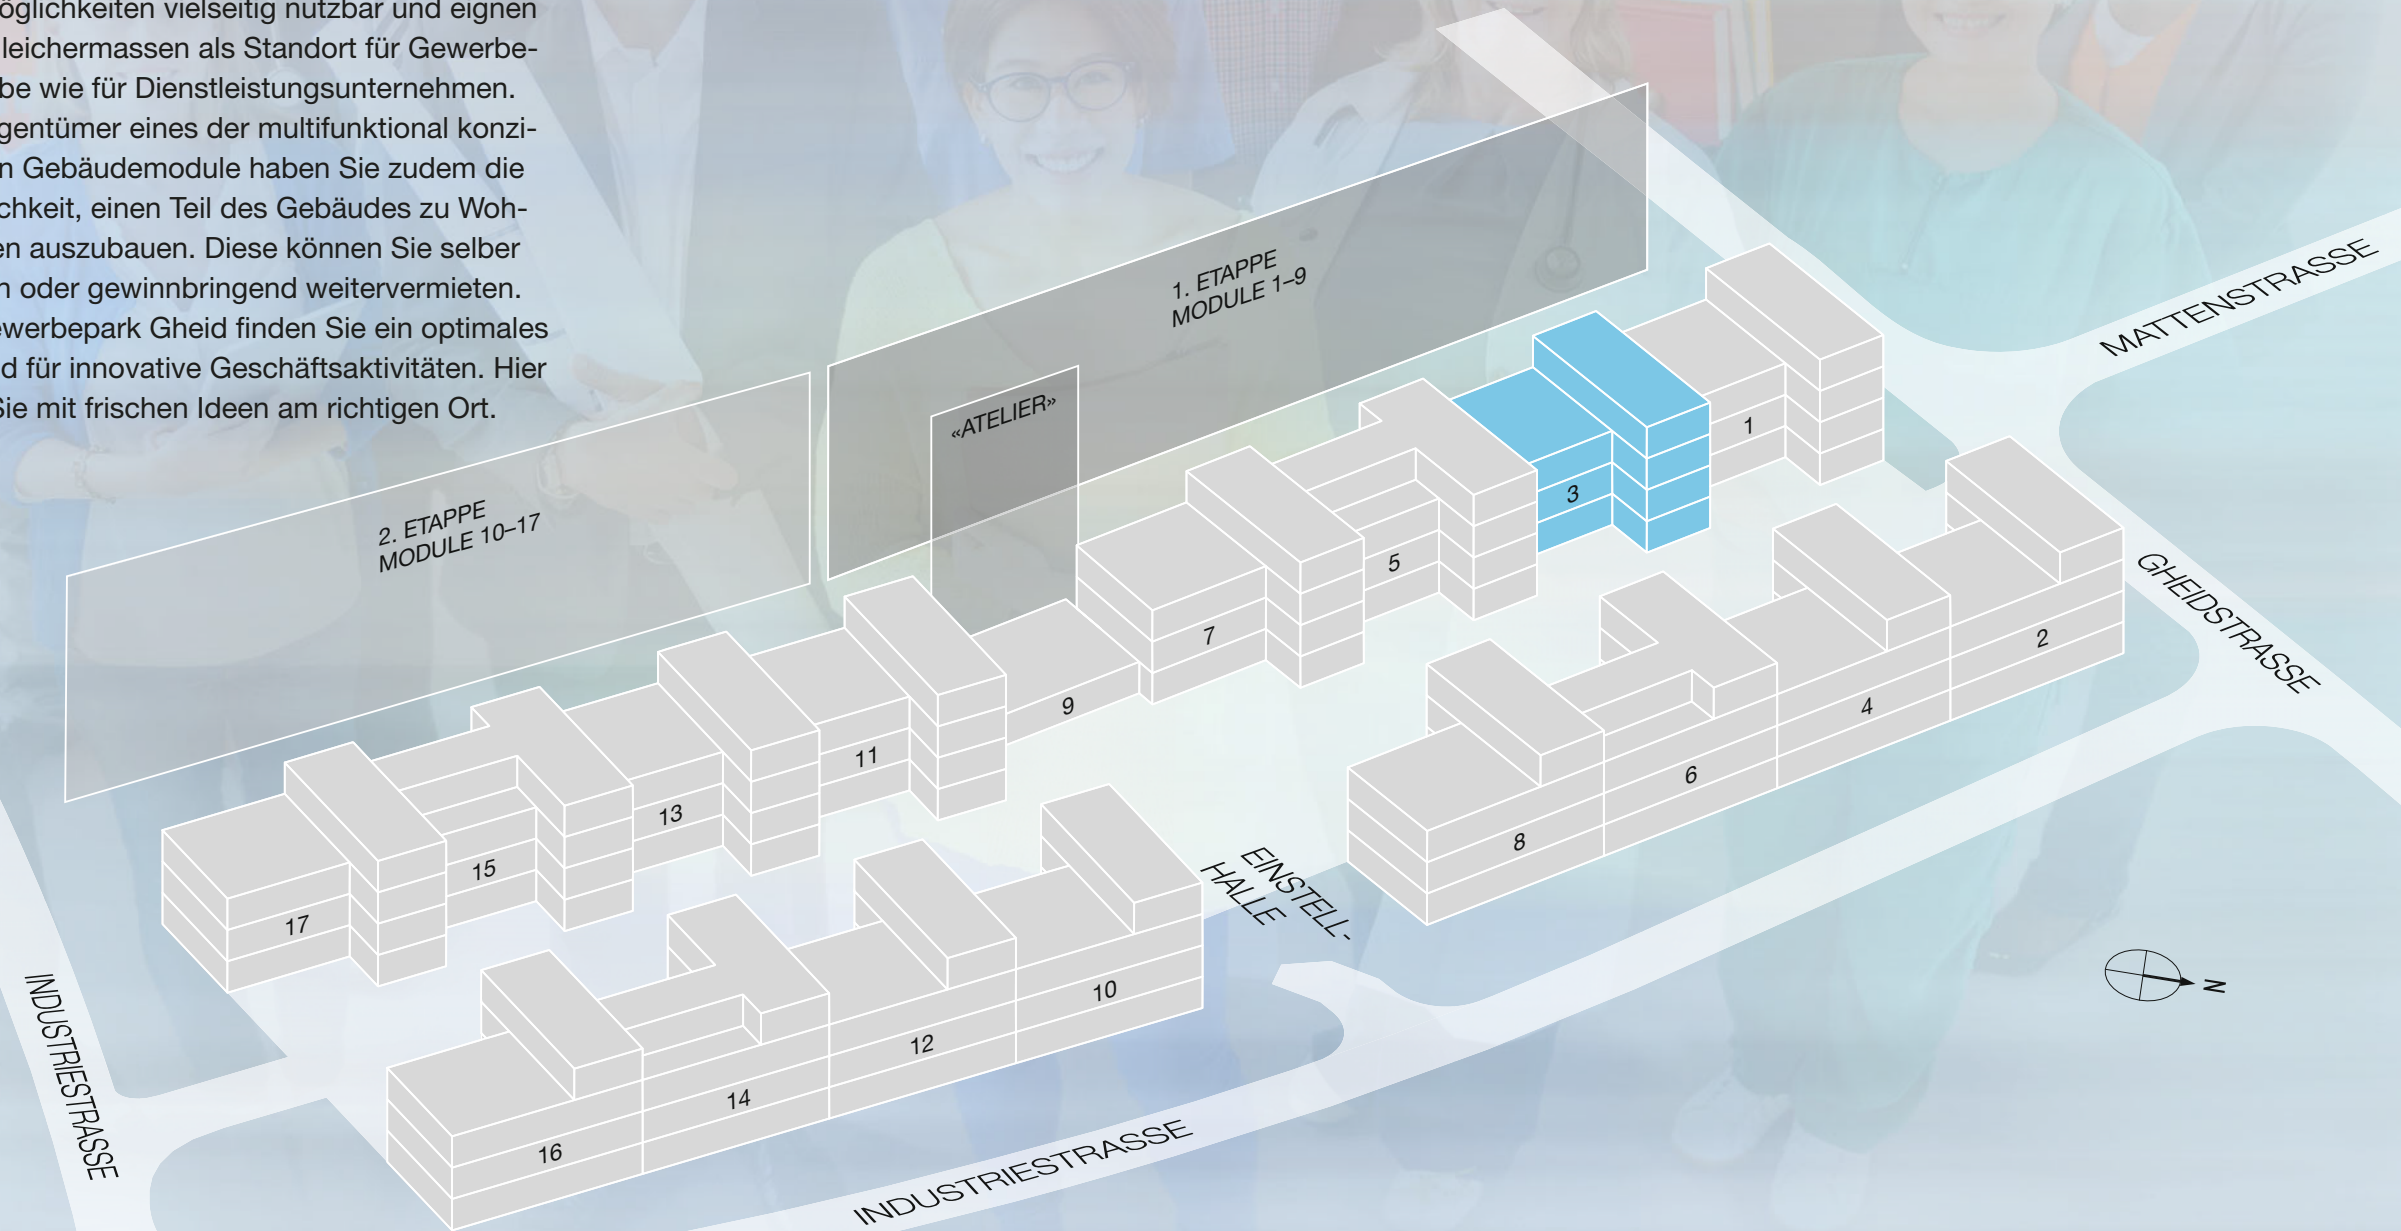 öglichkeiten vielseitig nutzbar und eignen
leichermassen als Standort für Gewerbe-
be wie für Dienstleistungsunternehmen.
gentümer eines der multifunktional konzi-
n Gebäudemodule haben Sie zudem die
chkeit, einen Teil des Gebäudes zu Woh-
en auszubauen. Diese können Sie selber
n oder gewinnbringend weitervermieten.
ewerbepark Gheid finden Sie ein optimales
d für innovative Geschäftsaktivitäten. Hier
Sie mit frischen Ideen am richtigen Ort.
1. ETAPPE
MODULE 1–9
«ATELIER»
2. ETAPPE
MODULE 10–17
MATTENSTRASSE
GHEIDSTRASSE
1
3
5
7
9
11
13
15
17
2
4
6
8
10
12
14
16
EINSTELL-
HALLE
INDUSTRIESTRASSE
INDUSTRIESTRASSE
N